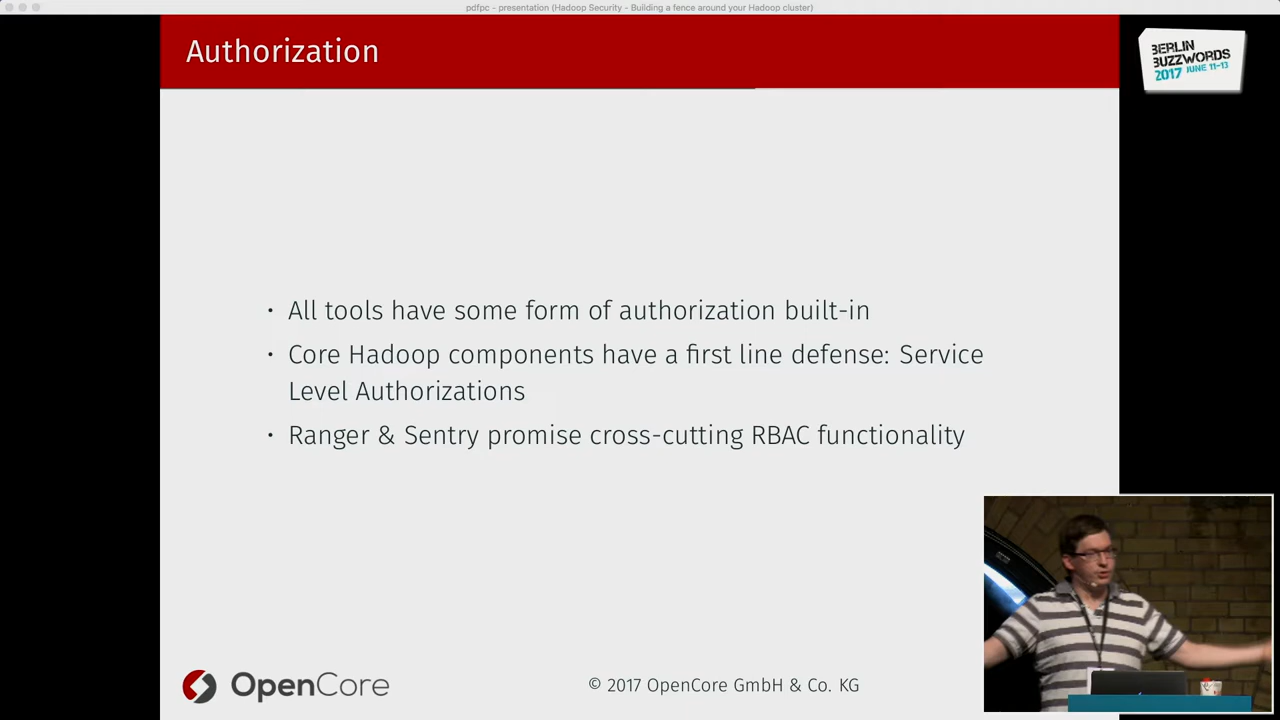 pdfpc - presentation (Hadoop Security - Building a fence around your Hadoop cluster)
Authorization
BERLIN
BUZZWORDS
2017 JUNE 11-13
• All tools have some form of authorization built-in
• Core Hadoop components have a first line defense: Service
Level Authorizations
• Ranger & Sentry promise cross-cutting RBAC functionality
OpenCore
© 2017 OpenCore GmbH & Co. KG